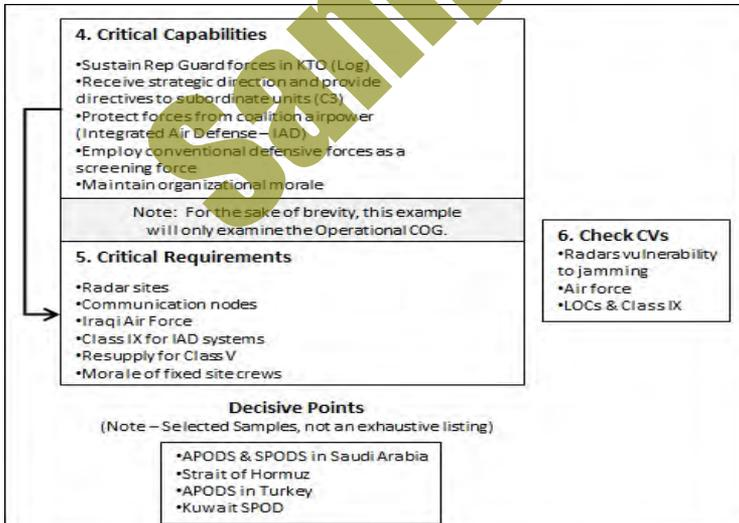 4. Critical Capabilities
•Sustain Rep Guard forces in KTO (Log)
•Receive strategic direction and provide
directives to subordinate units (C3)
•Protect forces from coalition airpower
(Integrated Air Defense – IAD)
•Employ conventional defensive forces as a
screening force
•Maintain organizational morale
Note: For the sake of brevity, this example
will only examine the Operational COG.
5. Critical Requirements
•Radar sites
•Communication nodes
•Iraqi Air Force
•Class IX for IAD systems
•Resupply for Class V
•Morale of fixed site crews
6. Check CVs
•Radars vulnerability
to jamming
•Air force
•LOCs & Class IX
Decisive Points
(Note – Selected Samples, not an exhaustive listing)
•APODS & SPODS in Saudi Arabia
•Strait of Hormuz
•APODS in Turkey
•Kuwait SPOD